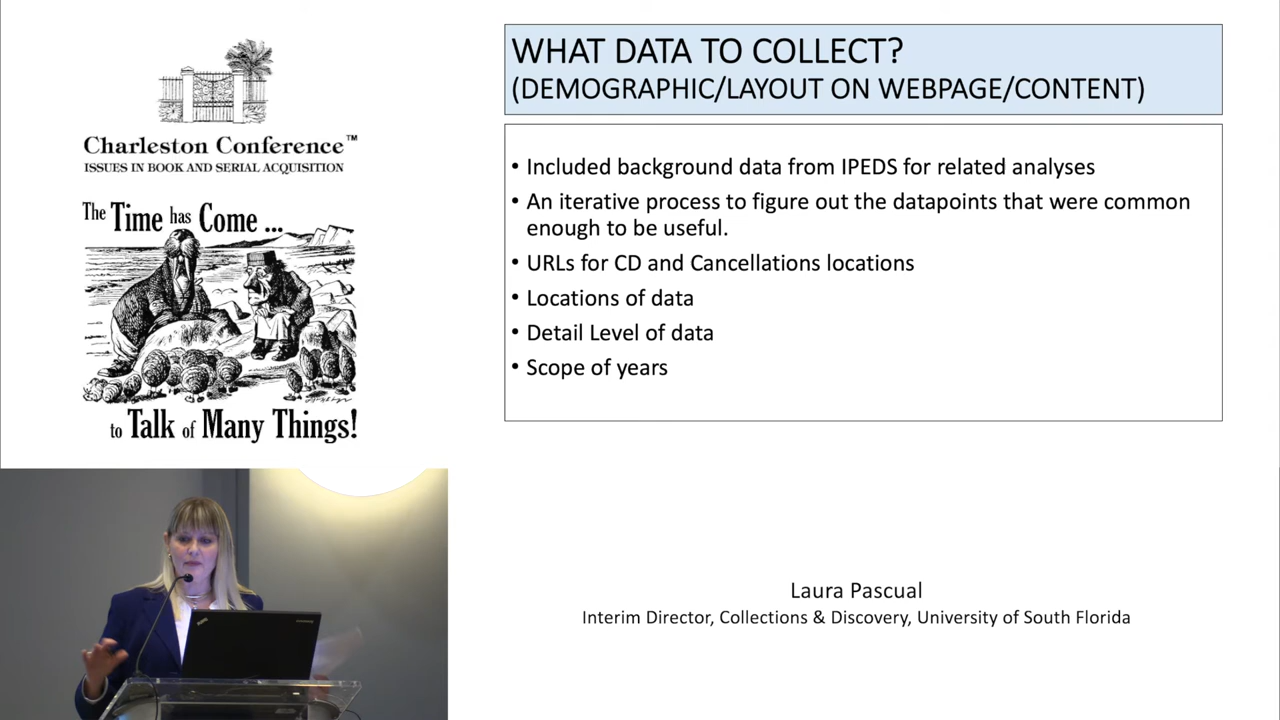 Charleston Conference™
ISSUES IN BOOK AND SERIAL ACQUISITION
The Time has Come ...
to Talk of Many Things!
WHAT DATA TO COLLECT?
(DEMOGRAPHIC/LAYOUT ON WEBPAGE/CONTENT)
• Included background data from IPEDS for related analyses
• An iterative process to figure out the datapoints that were common
enough to be useful.
• URLs for CD and Cancellations locations
• Locations of data
• Detail Level of data
• Scope of years
Laura Pascual
Interim Director, Collections & Discovery, University of South Florida